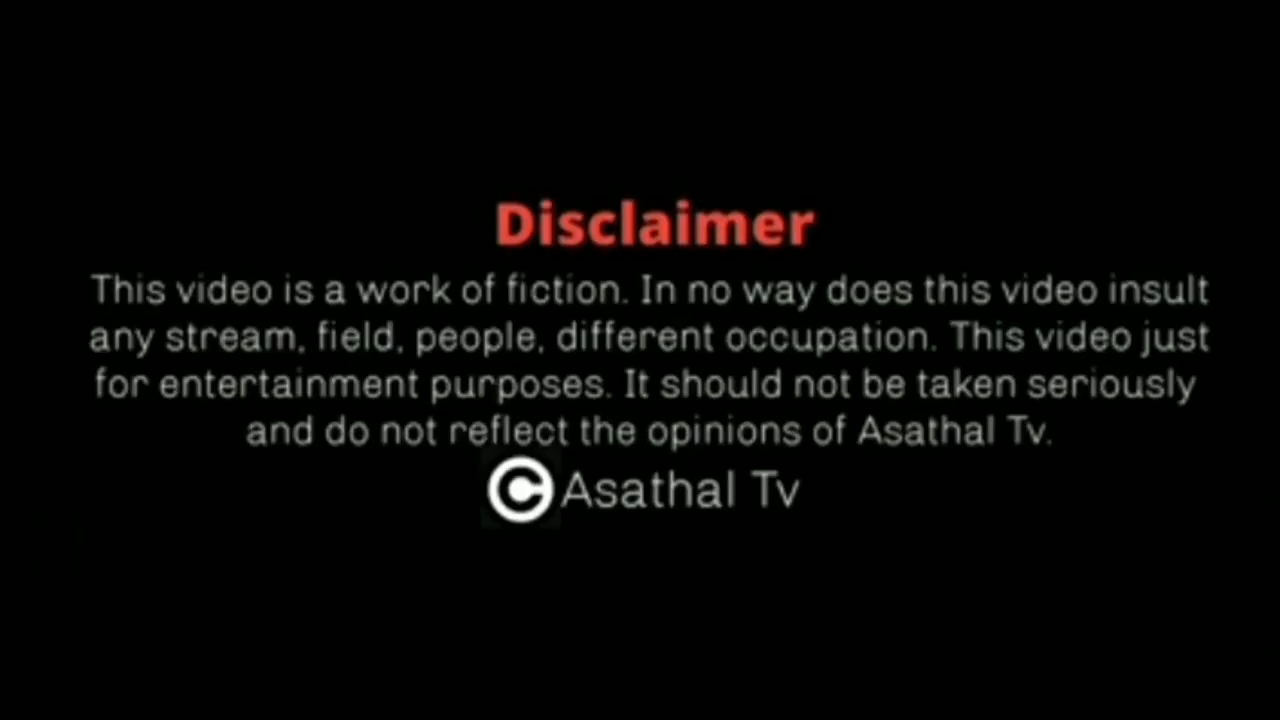 Disclaimer
This video is a work of fiction. In no way does this video insult
any stream, field, people, different occupation. This video just
for entertainment purposes. It should not be taken seriously
and do not reflect the opinions of Asathal Tv.
© Asathal Tv